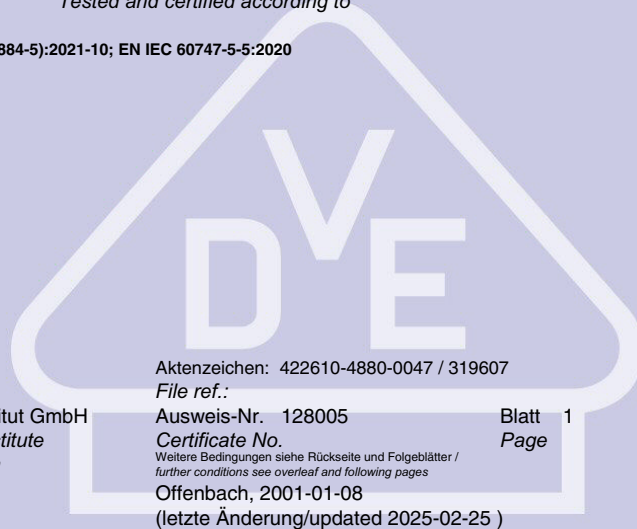 Tested and certified according to
884-5):2021-10; EN IEC 60747-5-5:2020
VDE
Aktenzeichen: 422610-4880-0047 / 319607
File ref.:
tut GmbH Ausweis-Nr. 128005 Blatt 1
titute Certificate No. Page
Weitere Bedingungen siehe Rückseite und Folgeblätter /
further conditions see overleaf and following pages
Offenbach, 2001-01-08
(letzte Änderung/updated 2025-02-25 )